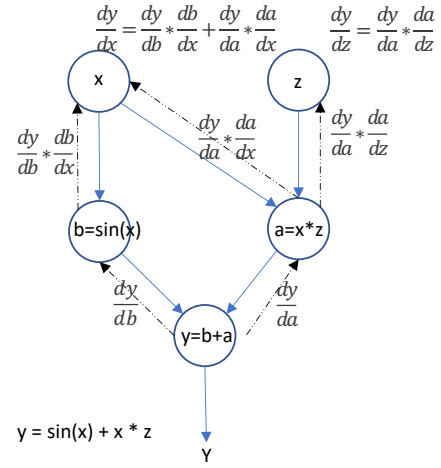 dy/dx = dy/db * db/dx + dy/da * da/dx
dy/dz = dy/da * da/dz
x
z
dy/db * db/dx
dy/da * da/dx
dy/da * da/dz
b=sin(x)
a=x*z
dy/db
dy/da
y=b+a
y = sin(x) + x * z
Y